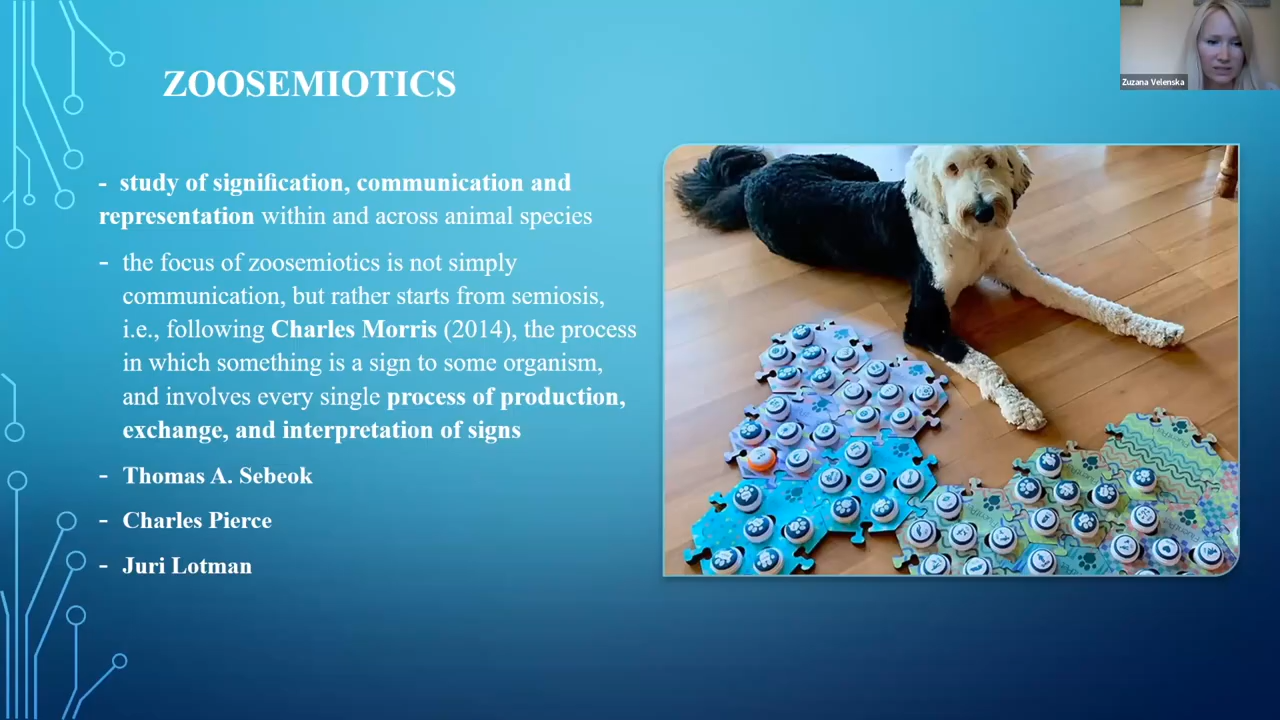 Zuzana Velenska
ZOOSEMIOTICS
- study of signification, communication and
representation within and across animal species
- the focus of zoosemiotics is not simply
communication, but rather starts from semiosis,
i.e., following Charles Morris (2014), the process
in which something is a sign to some organism,
and involves every single process of production,
exchange, and interpretation of signs
- Thomas A. Sebeok
- Charles Pierce
- Juri Lotman